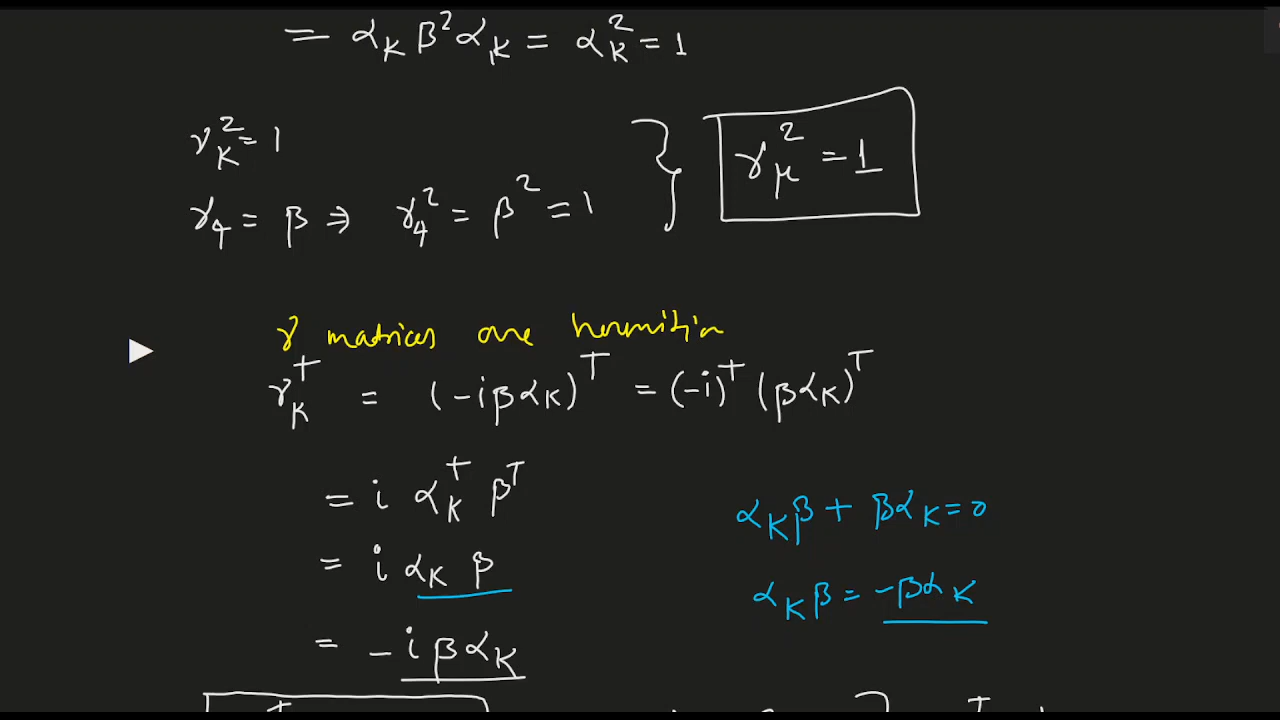 = α_K β² α_K = α_K² = 1
γ_K² = 1
γ_μ² = 1
γ_4 = β ⇒ γ_4² = β² = 1
γ matrices are hermitian
γ_K† = (-iβα_K)† = (-i)† (βα_K)†
= i α_K† β†
α_K β + βα_K = 0
= i α_K β
α_K β = -βα_K
= -iβα_K